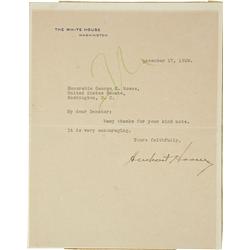 THE WHITE HOUSE
WASHINGTON
December 17, 1929.
Honorable George H. Moses,
United States Senate,
Washington, D. C.
My dear Senator:
Many thanks for your kind note.
It is very encouraging.
Yours faithfully,
Herbert Hoover